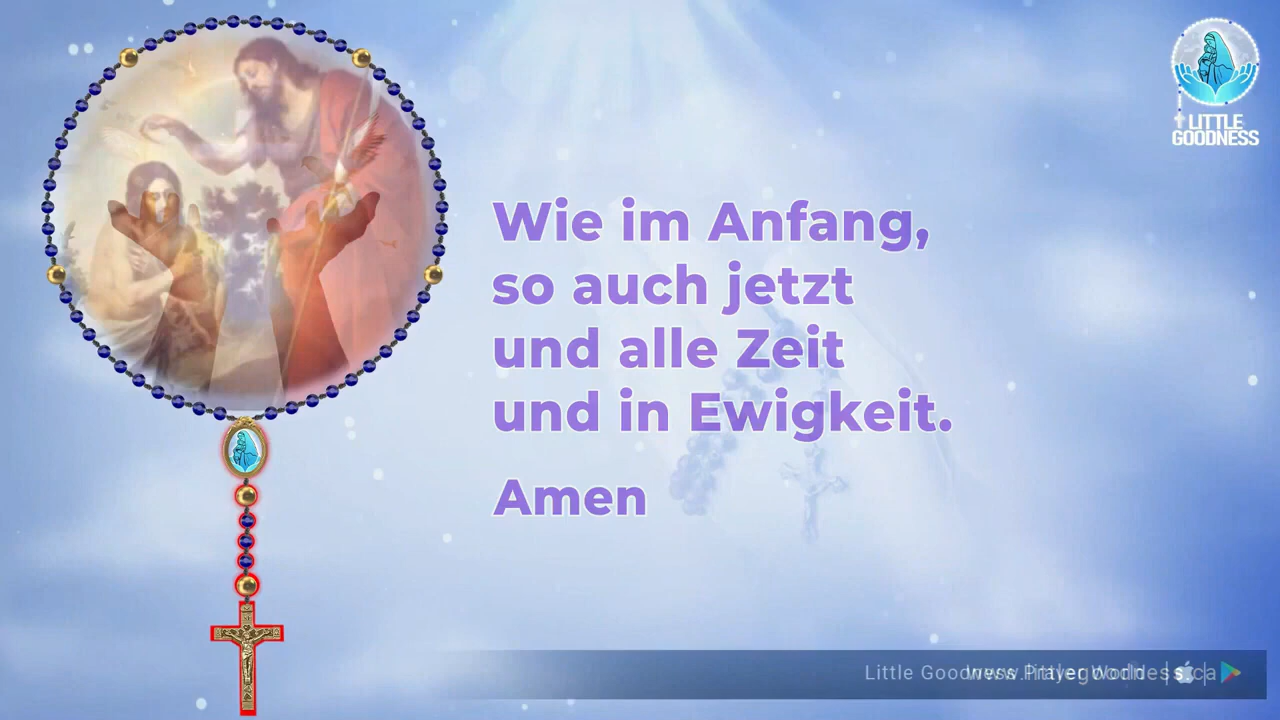 Wie im Anfang,
so auch jetzt
und alle Zeit
und in Ewigkeit.
Amen
LITTLE
GOODNESS